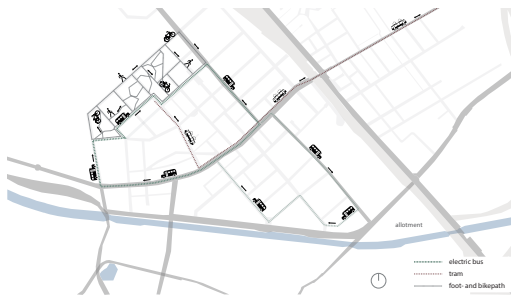 allotment
electric bus
tram
foot- and bikepath